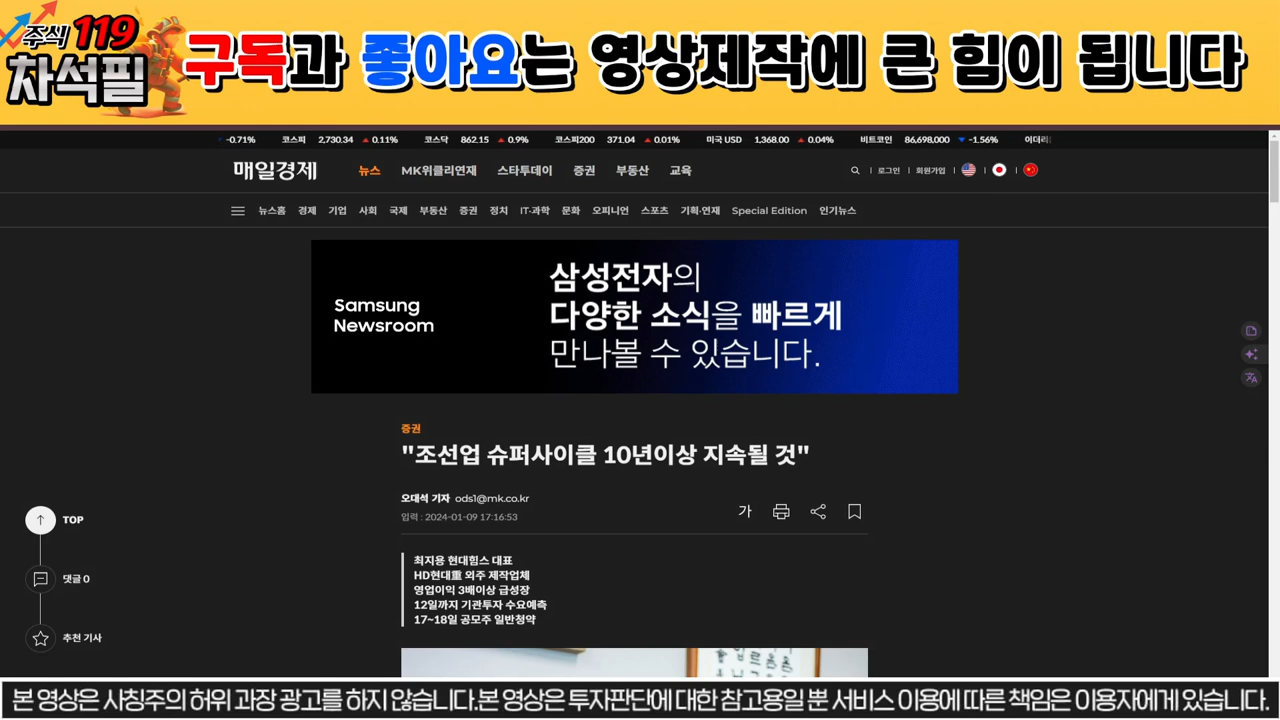 주식 119
차석필
구독과 좋아요는 영상제작에 큰 힘이 됩니다
-0.71% 코스피 2,730.34 0.11% 코스닥 862.15 0.9% 코스피200 371.04 0.01% 미국 USD 1,368.00 0.04% 비트코인 86,698,000 -1.56% 이더리
매일경제 뉴스 MK위클리연재 스타투데이 증권 부동산 교육 로그인 회원가입
뉴스홈 경제 기업 사회 국제 부동산 증권 정치 IT·과학 문화 오피니언 스포츠 기획·연재 Special Edition 인기뉴스
Samsung
Newsroom
삼성전자의
다양한 소식을 빠르게
만나볼 수 있습니다.
증권
"조선업 슈퍼사이클 10년이상 지속될 것"
오대석 기자 ods1@mk.co.kr
입력 : 2024-01-09 17:16:53
가
TOP
댓글 0
추천 기사
최지용 현대힘스 대표
HD현대重 외주 제작업체
영업이익 3배이상 급성장
12일까지 기관투자 수요예측
17~18일 공모주 일반청약
본 영상은 사칭주의 허위 과장 광고를 하지 않습니다.본 영상은 투자판단에 대한 참고용일 뿐 서비스 이용에 따른 책임은 이용자에게 있습니다.